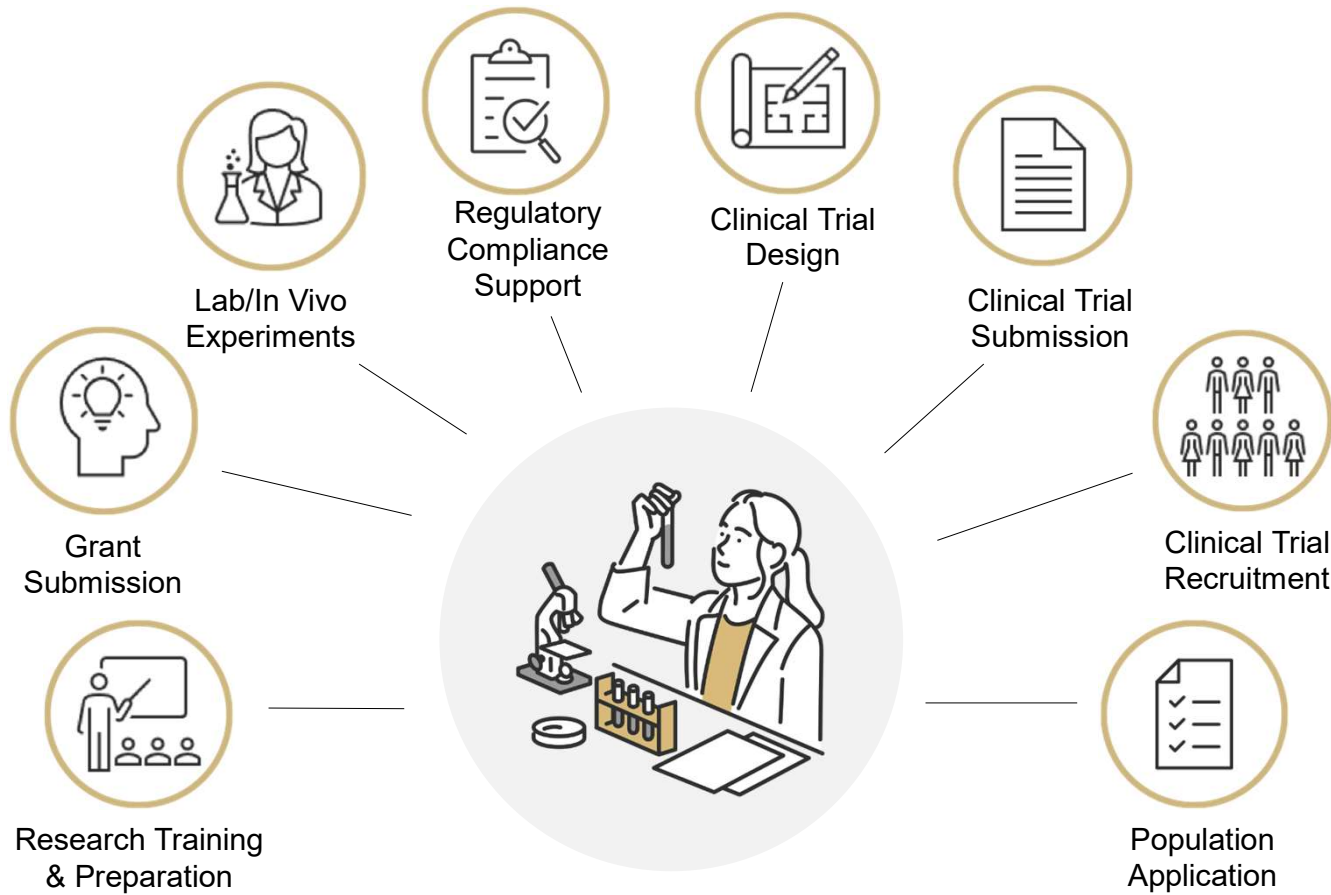 Regulatory
Compliance
Support
Clinical Trial
Design
Lab/In Vivo
Experiments
Clinical Trial
Submission
Grant
Submission
Clinical Trial
Recruitment
Research Training
& Preparation
Population
Application